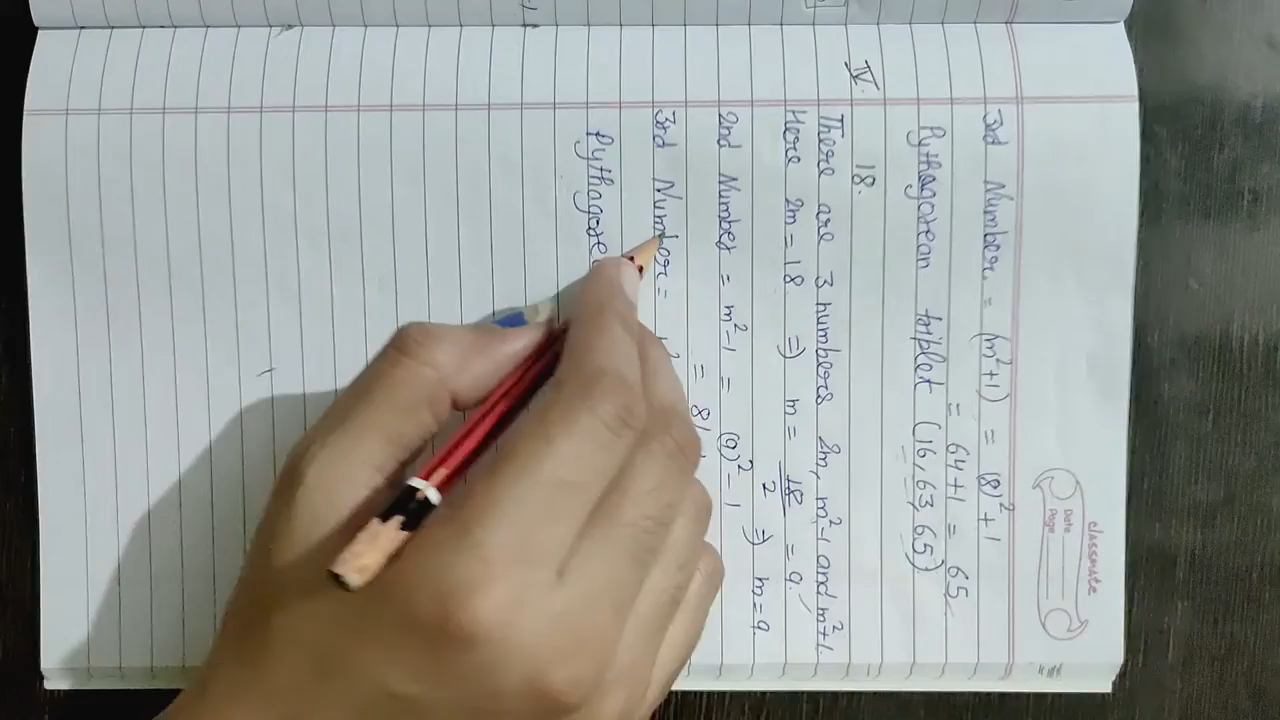 classmate
Date
Page
3rd Number = (m²+1) = (8)²+1
= 64+1 = 65
Pythagorean triplet (16,63,65)
IV. 18.
There are 3 numbers 2m, m²-1 and m²+1.
Here 2m = 18 => m = 18/2 = 9.
=> m = 9
2nd Number = m²-1 = (9)²-1
= 81
3rd Number =